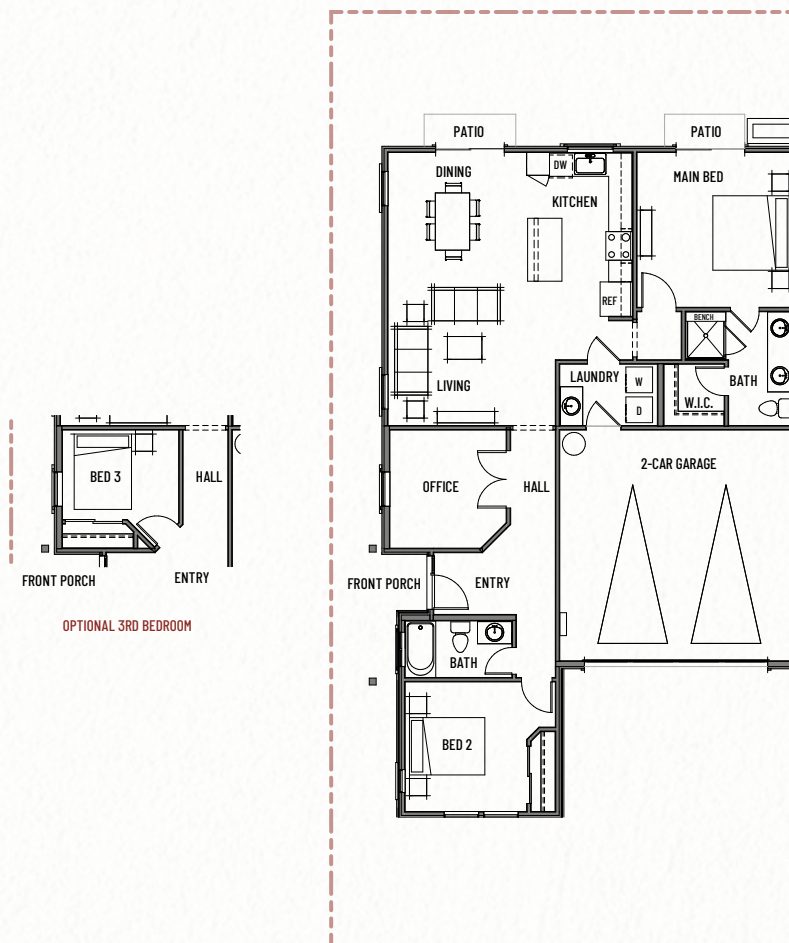 PATIO
PATIO
DINING
DW
KITCHEN
MAIN BED
REF
BENCH
LIVING
LAUNDRY
W
D
W.I.C.
BATH
BED 3
HALL
OFFICE
HALL
2-CAR GARAGE
FRONT PORCH
ENTRY
FRONT PORCH
ENTRY
OPTIONAL 3RD BEDROOM
BATH
BED 2